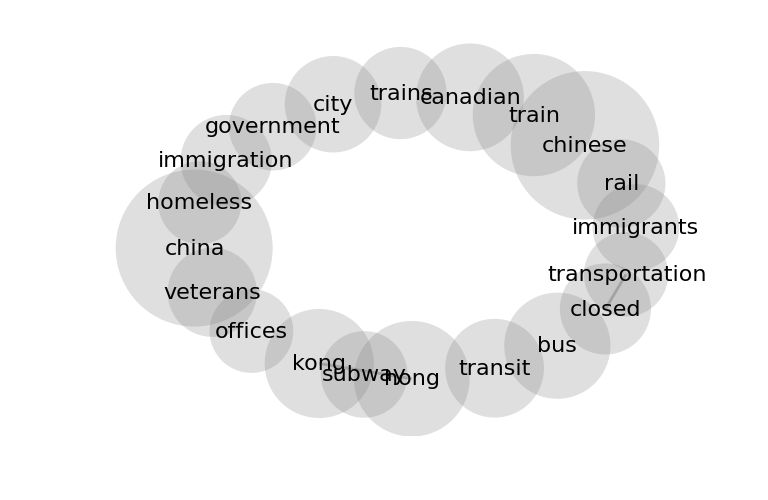 trains
canadian
city
train
government
chinese
immigration
rail
homeless
immigrants
china
transportation
veterans
closed
offices
bus
kong
transit
subway
hong